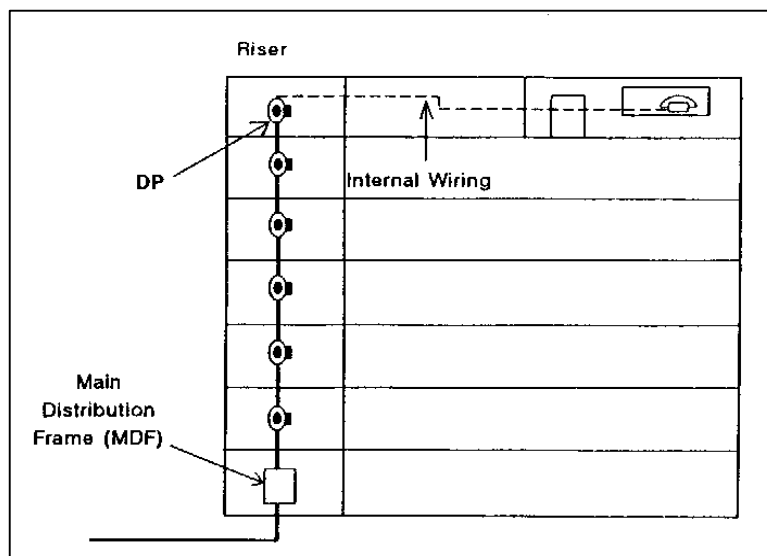 Riser
DP
Internal Wiring
Main
Distribution
Frame (MDF)